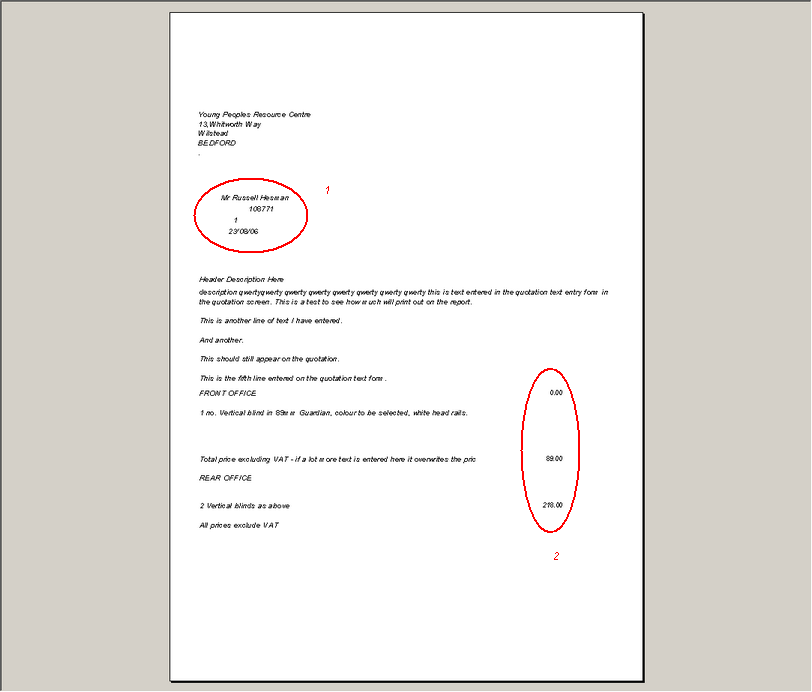 Young Peoples Resource Centre
13,Whitworth Way
Wilstead
BEDFORD
.
Mr Russell Hesman
1
108771
1
23/08/06
Header Description Here
description qwertyqwerty qwerty qwerty qwerty qwerty qwerty qwerty this is text entered in the quotation text entry form in
the quotation screen. This is a test to see how much will print out on the report.
This is another line of text I have entered.
And another.
This should still appear on the quotation.
This is the fifth line entered on the quotation text form.
FRONT OFFICE 0.00
1 no. Vertical blind in 89mm Guardian, colour to be selected, white head rails.
Total price excluding VAT - if a lot more text is entered here it overwrites the pric 89.00
REAR OFFICE
2 Vertical blinds as above 218.00
All prices exclude VAT
2